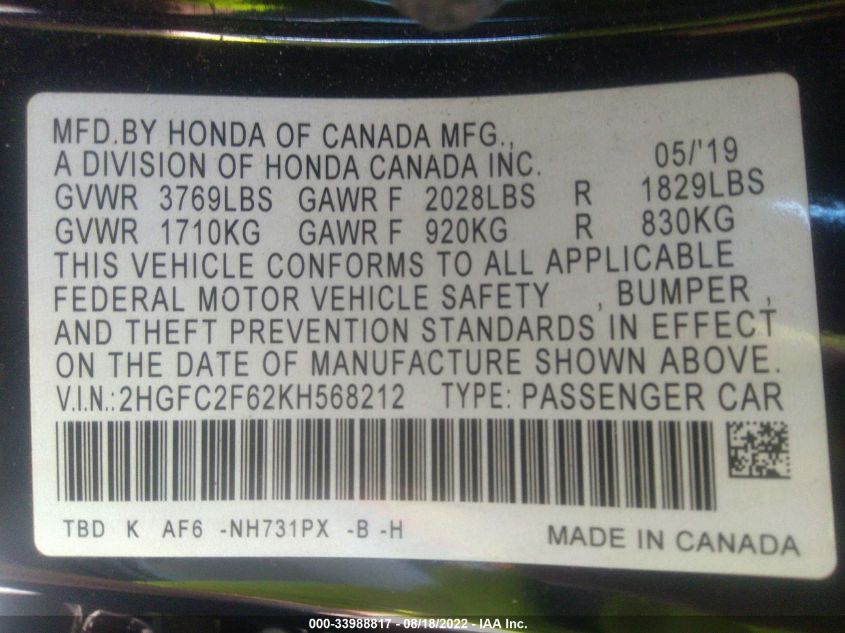 MFD.BY HONDA OF CANADA MFG.,
A DIVISION OF HONDA CANADA INC. 05/'19
GVWR 3769LBS GAWR F 2028LBS R 1829LBS
GVWR 1710KG GAWR F 920KG R 830KG
THIS VEHICLE CONFORMS TO ALL APPLICABLE
FEDERAL MOTOR VEHICLE SAFETY , BUMPER ,
AND THEFT PREVENTION STANDARDS IN EFFECT
ON THE DATE OF MANUFACTURE SHOWN ABOVE.
V.I.N.:2HGFC2F62KH568212 TYPE: PASSENGER CAR
TBD K AF6 -NH731PX -B -H MADE IN CANADA
000-33988817 - 08/18/2022 - IAA Inc.